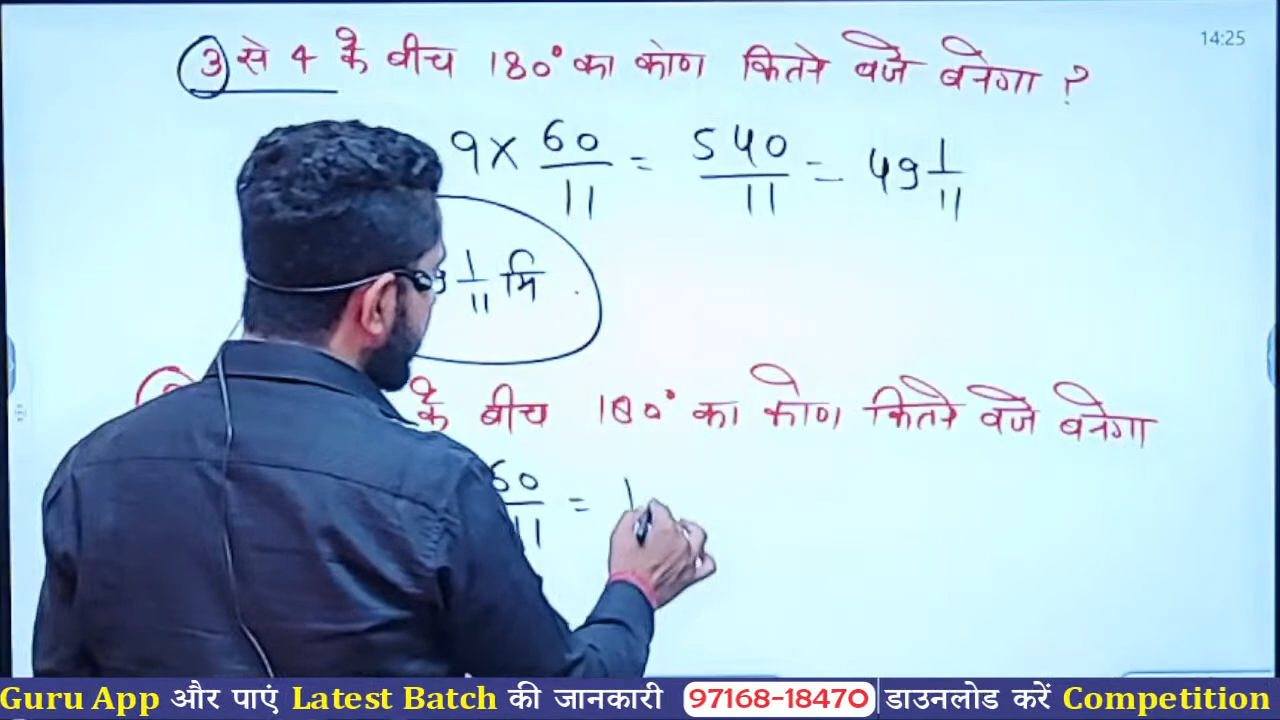 14:25
3 से 4 के बीच 180° का कोण कितने बजे बनेगा ?
9 × 60/11 = 540/11 = 49 1/11
1/11 मि
के बीच 180° का कोण कितने बजे बनेगा
60/11 = 1
Guru App और पाएं Latest Batch की जानकारी 97168-18470 डाउनलोड करें Competition